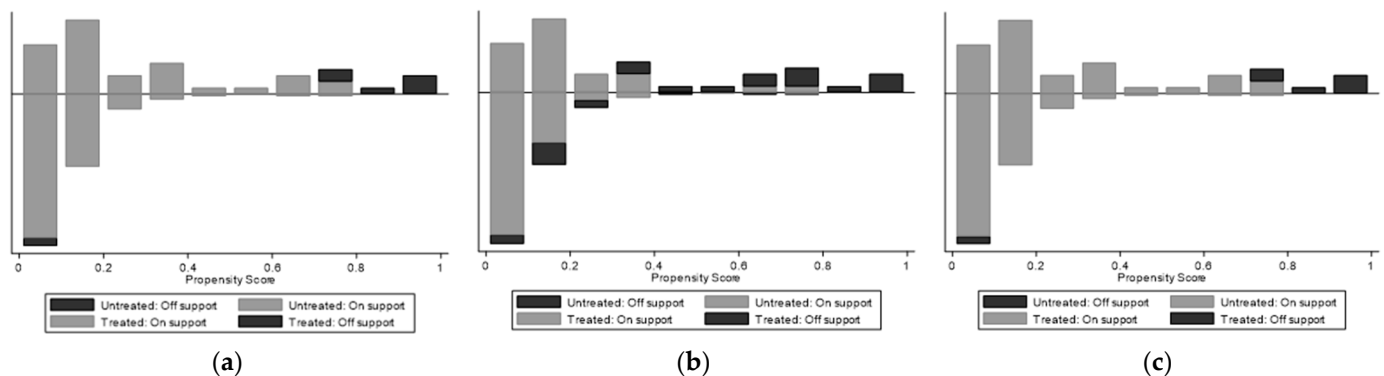 0 0.2 0.4 0.6 0.8 1
Propensity Score
Untreated: Off support Untreated: On support
Treated: On support Treated: Off support
(a)
0 0.2 0.4 0.6 0.8 1
Propensity Score
Untreated: Off support Untreated: On support
Treated: On support Treated: Off support
(b)
0 0.2 0.4 0.6 0.8 1
Propensity Score
Untreated: Off support Untreated: On support
Treated: On support Treated: Off support
(c)